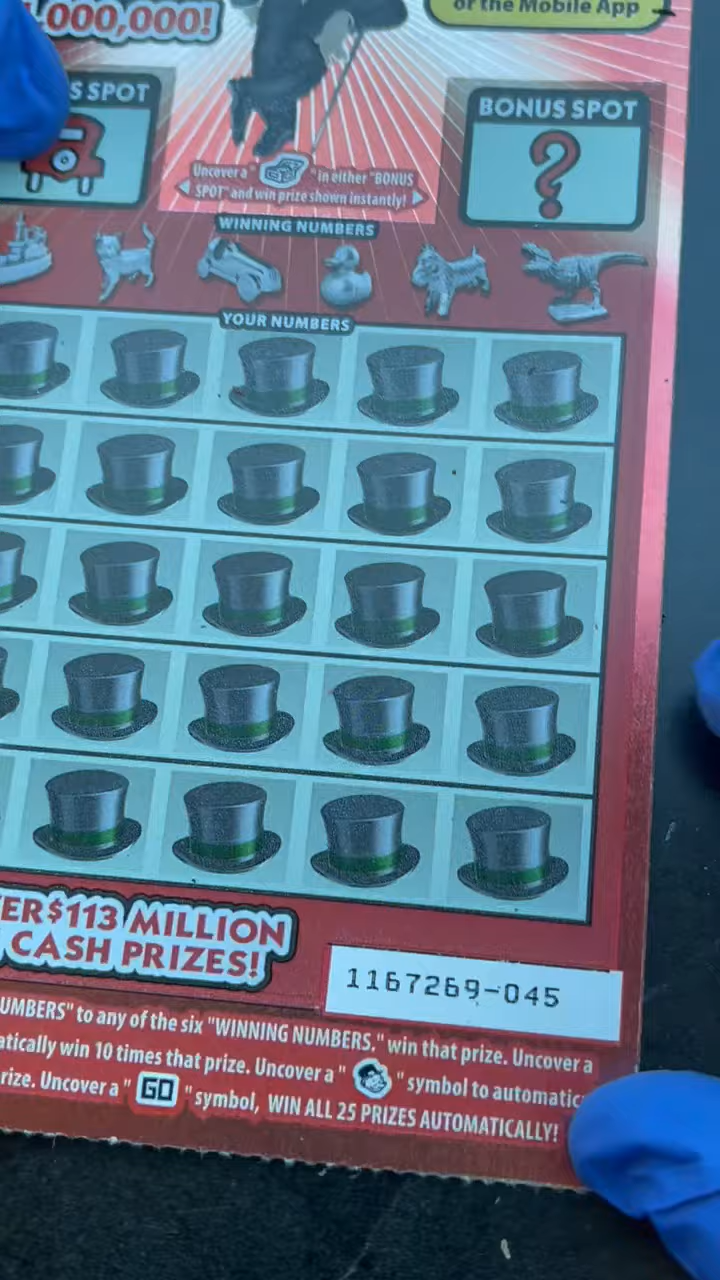 ,000,000!
or the Mobile App
S SPOT
BONUS SPOT
?
Uncover a " " in either "BONUS
SPOT" and win prize shown instantly!
WINNING NUMBERS
YOUR NUMBERS
ER $113 MILLION
CASH PRIZES!
1167269-045
UMBERS" to any of the six "WINNING NUMBERS," win that prize. Uncover a
atically win 10 times that prize. Uncover a " " symbol to automatic
rize. Uncover a " GO " symbol, WIN ALL 25 PRIZES AUTOMATICALLY!